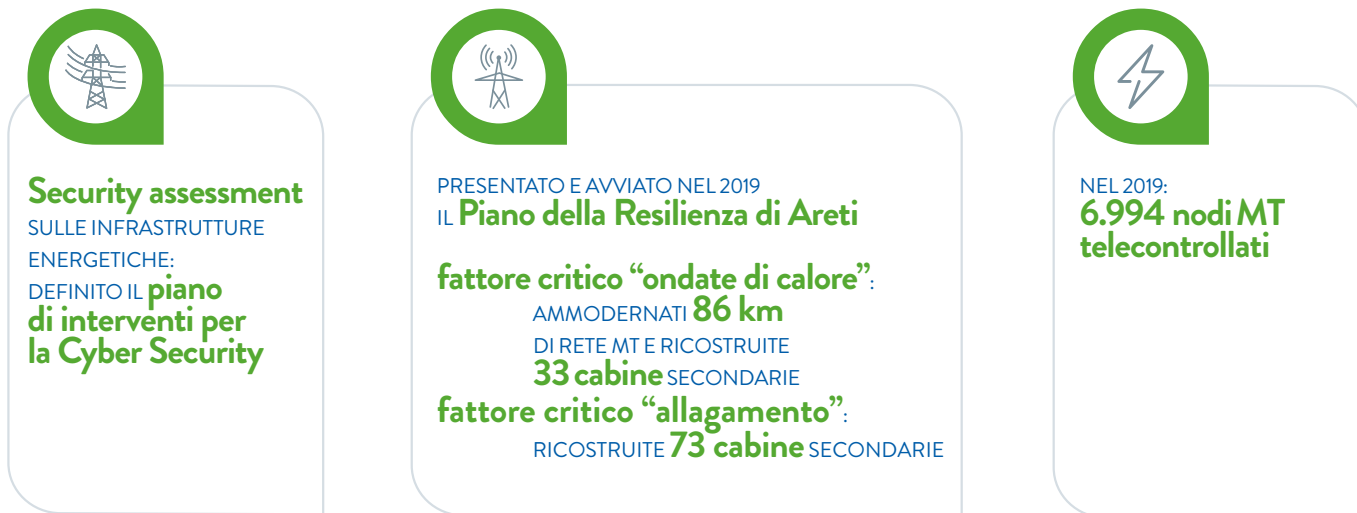 Security assessment
SULLE INFRASTRUTTURE
ENERGETICHE:
DEFINITO IL piano
di interventi per
la Cyber Security
PRESENTATO E AVVIATO NEL 2019
IL Piano della Resilienza di Areti
fattore critico “ondate di calore”:
AMMODERNATI 86 km
DI RETE MT E RICOSTRUITE
33 cabine SECONDARIE
fattore critico “allagamento”:
RICOSTRUITE 73 cabine SECONDARIE
NEL 2019:
6.994 nodi MT
telecontrollati